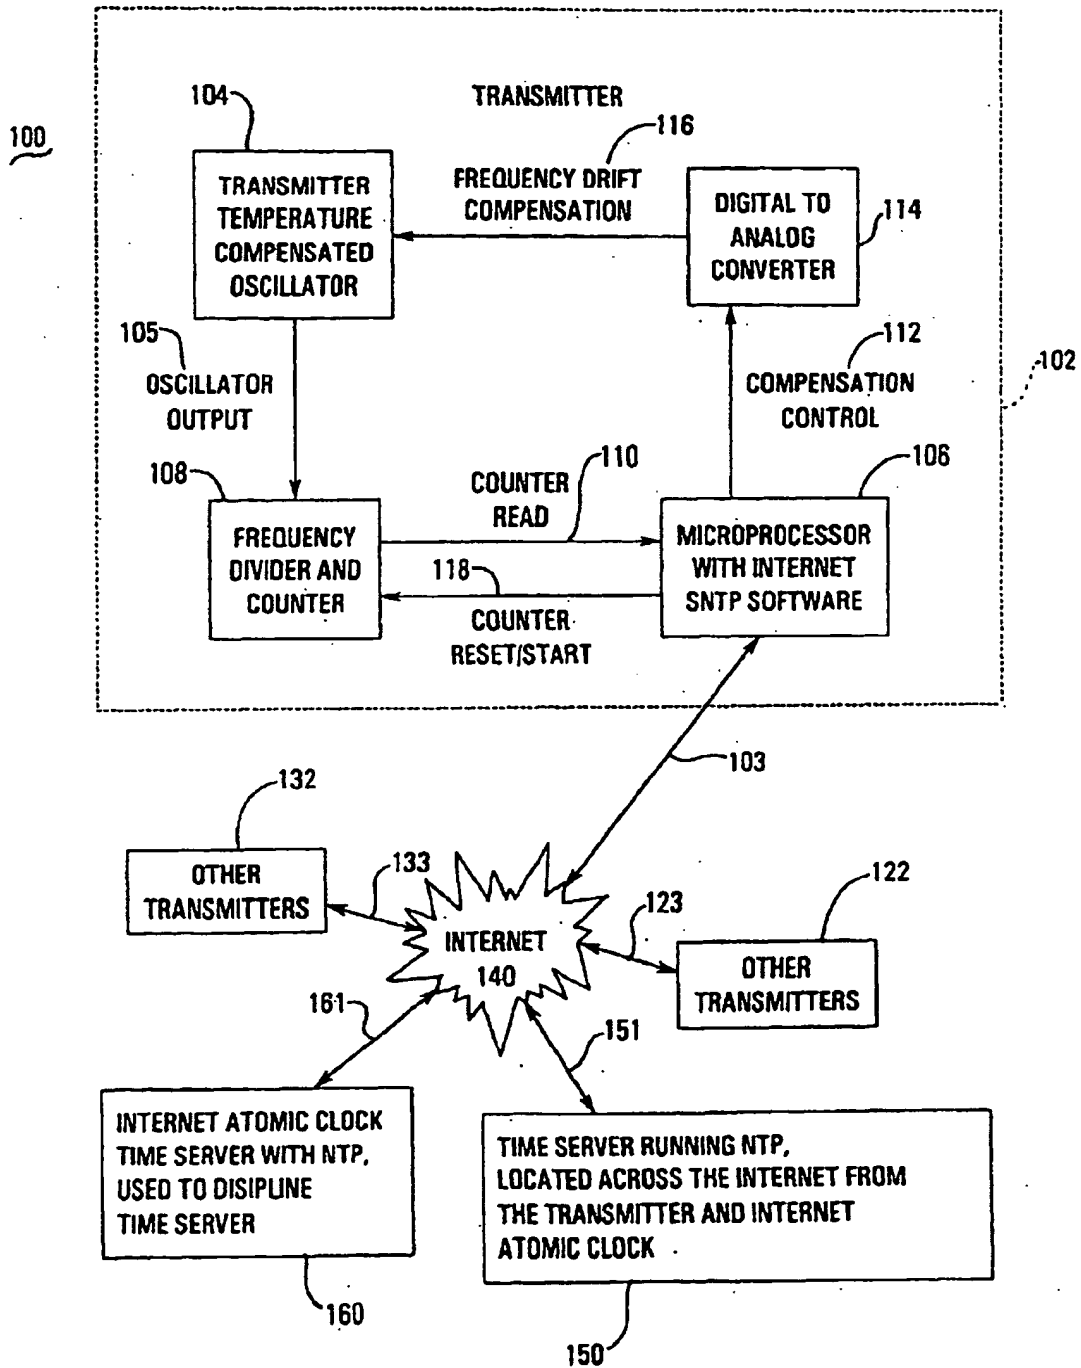 104
TRANSMITTER
116
100
TRANSMITTER
TEMPERATURE
COMPENSATED
OSCILLATOR
FREQUENCY DRIFT
COMPENSATION
DIGITAL TO
ANALOG
CONVERTER
114
105
OSCILLATOR
OUTPUT
112
COMPENSATION
CONTROL
102
108
COUNTER
READ
110
106
FREQUENCY
DIVIDER AND
COUNTER
118
COUNTER
RESET/START
MICROPROCESSOR
WITH INTERNET
SNTP SOFTWARE
103
132
OTHER
TRANSMITTERS
133
INTERNET
140
123
122
OTHER
TRANSMITTERS
161
151
INTERNET ATOMIC CLOCK
TIME SERVER WITH NTP,
USED TO DISIPLINE
TIME SERVER
TIME SERVER RUNNING NTP,
LOCATED ACROSS THE INTERNET FROM
THE TRANSMITTER AND INTERNET
ATOMIC CLOCK
160
150